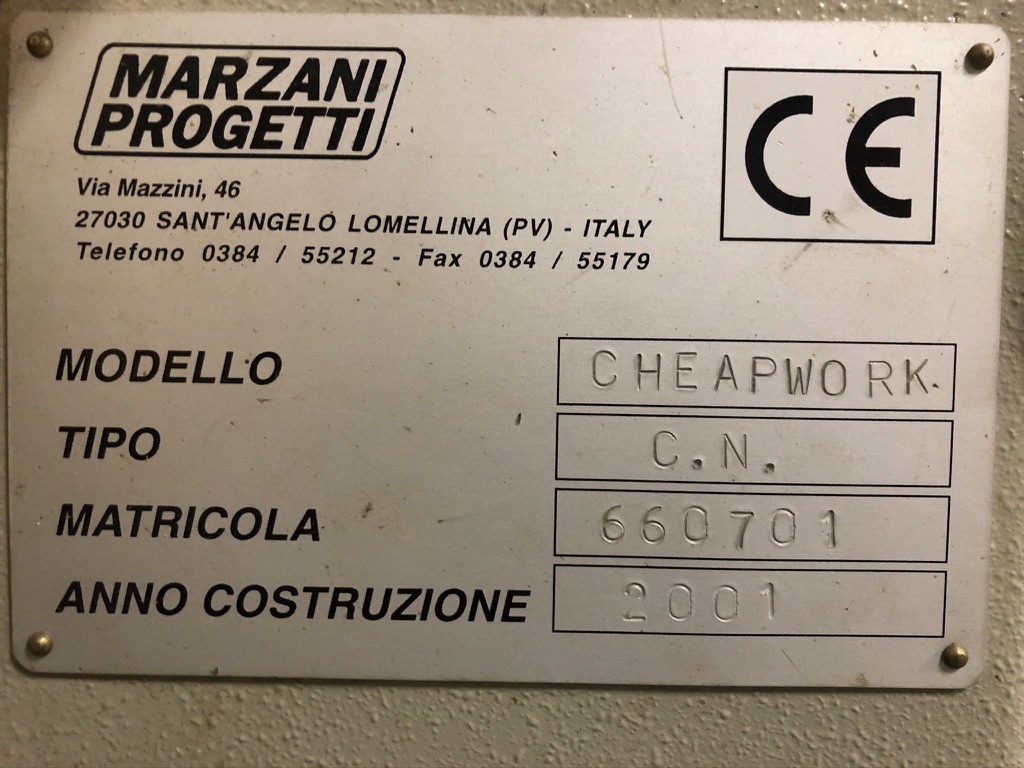 MARZANI
PROGETTI
CE
Via Mazzini, 46
27030 SANT'ANGELO LOMELLINA (PV) - ITALY
Telefono 0384 / 55212 - Fax 0384 / 55179
MODELLO CHEAPWORK.
TIPO C.N.
MATRICOLA 660701
ANNO COSTRUZIONE 2001